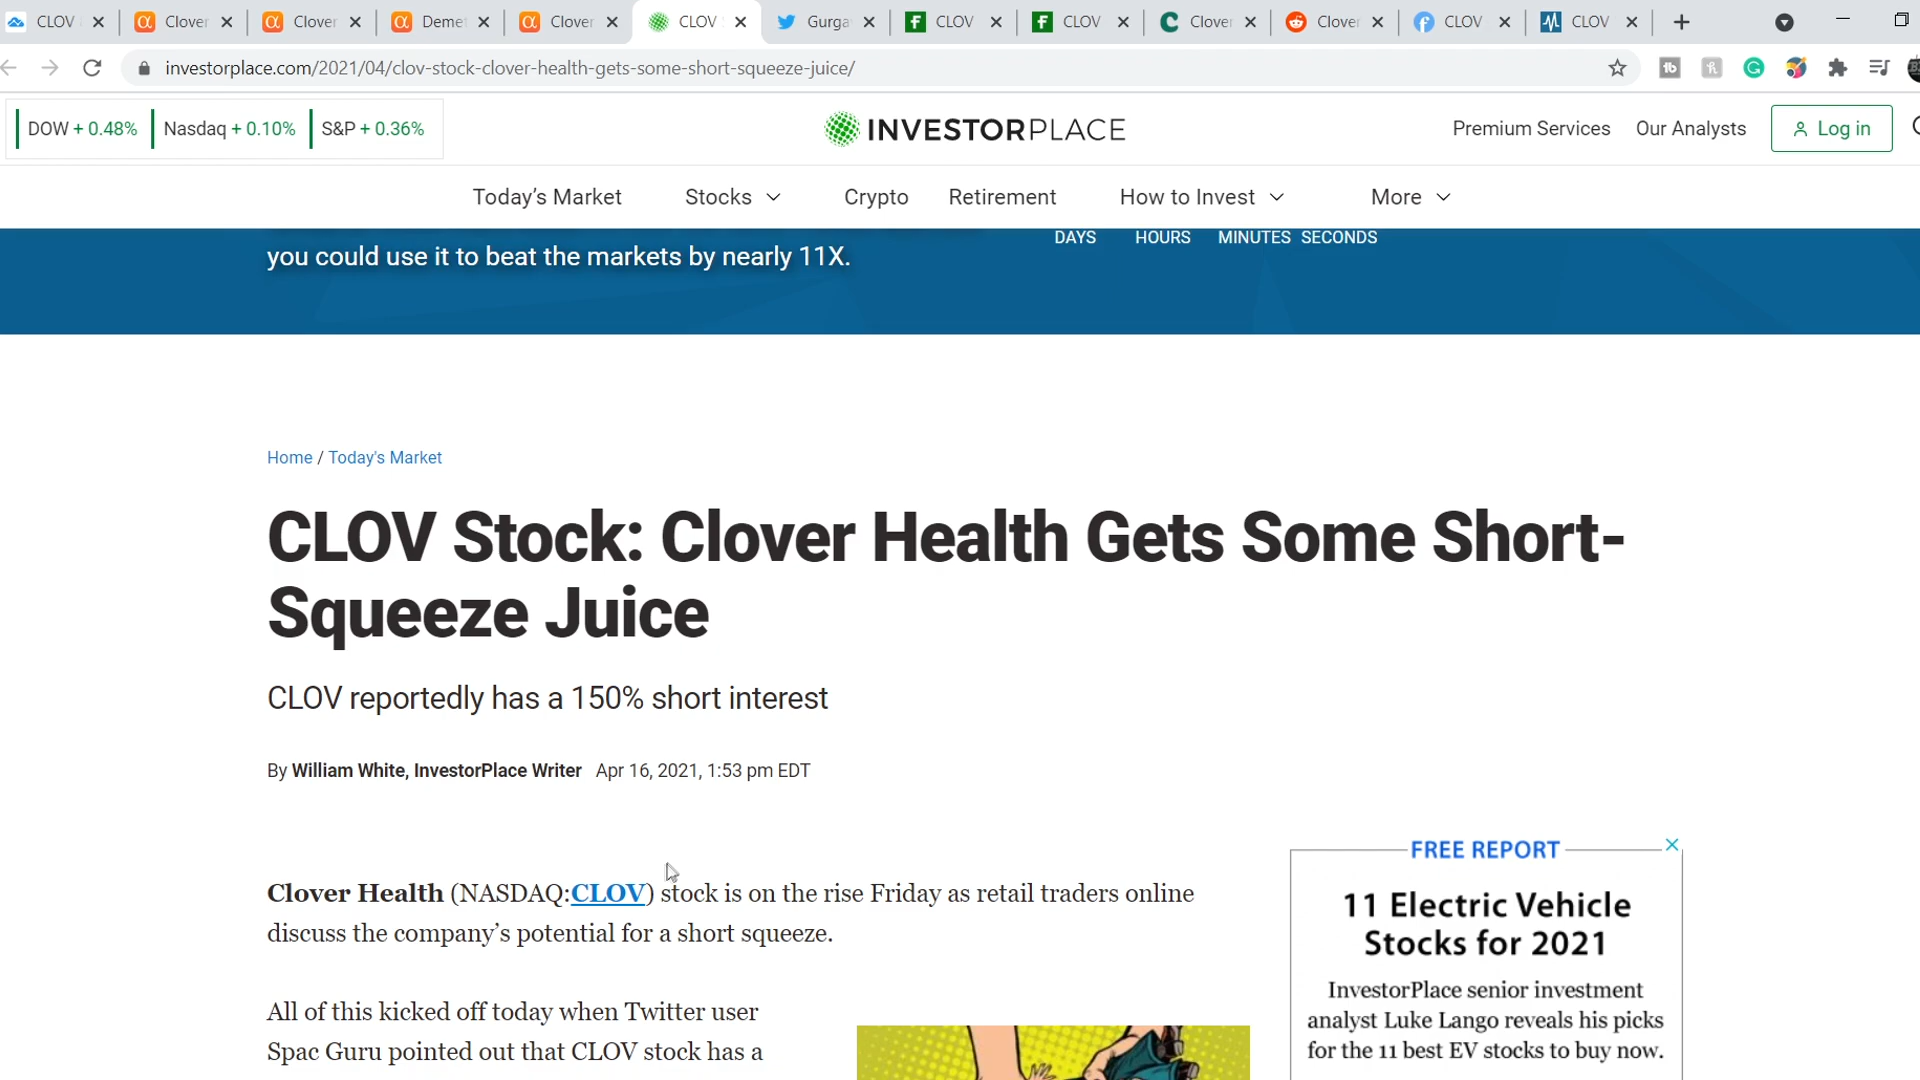 CLOV
Clover
Clover
Demet
Clover
CLOV S
Gurga
CLOV
CLOV
Clover
Clover
CLOV
CLOV
investorplace.com/2021/04/clov-stock-clover-health-gets-some-short-squeeze-juice/
DOW + 0.48% Nasdaq + 0.10% S&P + 0.36%
INVESTORPLACE
Premium Services Our Analysts Log in
Today’s Market Stocks Crypto Retirement How to Invest More
DAYS HOURS MINUTES SECONDS
you could use it to beat the markets by nearly 11X.
Home / Today's Market
CLOV Stock: Clover Health Gets Some Short-
Squeeze Juice
CLOV reportedly has a 150% short interest
By William White, InvestorPlace Writer Apr 16, 2021, 1:53 pm EDT
Clover Health (NASDAQ:CLOV) stock is on the rise Friday as retail traders online
discuss the company’s potential for a short squeeze.
All of this kicked off today when Twitter user
Spac Guru pointed out that CLOV stock has a
FREE REPORT
11 Electric Vehicle
Stocks for 2021
InvestorPlace senior investment
analyst Luke Lango reveals his picks
for the 11 best EV stocks to buy now.